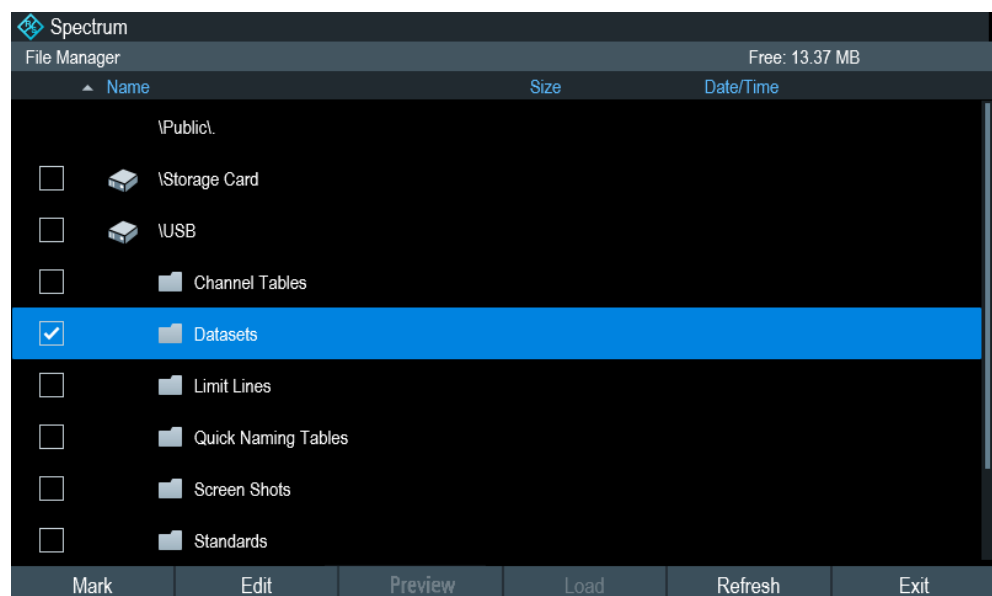 Spectrum
File Manager Free: 13.37 MB
Name Size Date/Time
\Public\.
\Storage Card
\USB
Channel Tables
Datasets
Limit Lines
Quick Naming Tables
Screen Shots
Standards
Mark Edit Preview Load Refresh Exit